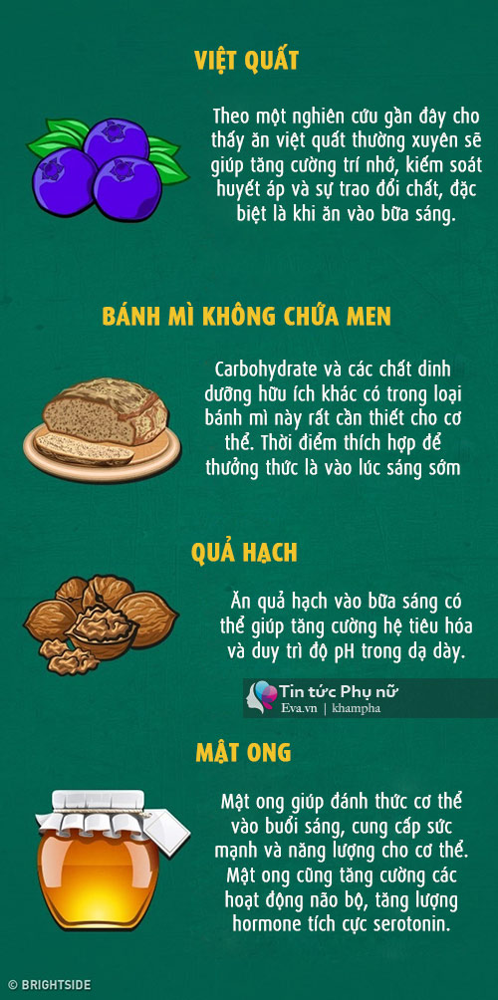 VIỆT QUẤT
Theo một nghiên cứu gần đây cho
thấy ăn việt quất thường xuyên sẽ
giúp tăng cường trí nhớ, kiểm soát
huyết áp và sự trao đổi chất, đặc
biệt là khi ăn vào bữa sáng.
BÁNH MÌ KHÔNG CHỨA MEN
Carbohydrate và các chất dinh
dưỡng hữu ích khác có trong loại
bánh mì này rất cần thiết cho cơ
thể. Thời điểm thích hợp để
thưởng thức là vào lúc sáng sớm
QUẢ HẠCH
Ăn quả hạch vào bữa sáng có
thể giúp tăng cường hệ tiêu hóa
và duy trì độ pH trong dạ dày.
Tin tức Phụ nữ
Eva.vn | khampha
MẬT ONG
Mật ong giúp đánh thức cơ thể
vào buổi sáng, cung cấp sức
mạnh và năng lượng cho cơ thể.
Mật ong cũng tăng cường các
hoạt động não bộ, tăng lượng
hormone tích cực serotonin.
© BRIGHTSIDE